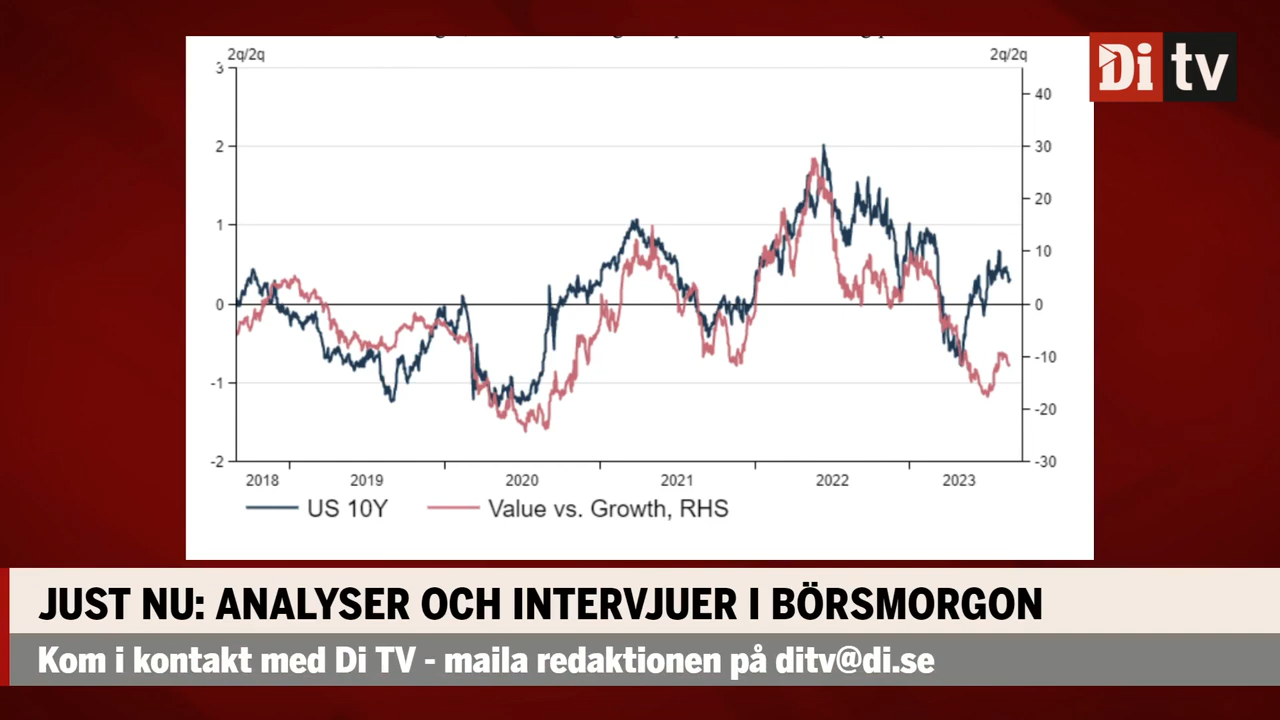 2q/2q 2q/2q
Di tv
3
40
2 30
20
1
10
0 0
-10
-1
-20
-2 -30
2018 2019 2020 2021 2022 2023
US 10Y Value vs. Growth, RHS
JUST NU: ANALYSER OCH INTERVJUER I BÖRSMORGON
Kom i kontakt med Di TV - maila redaktionen på ditv@di.se